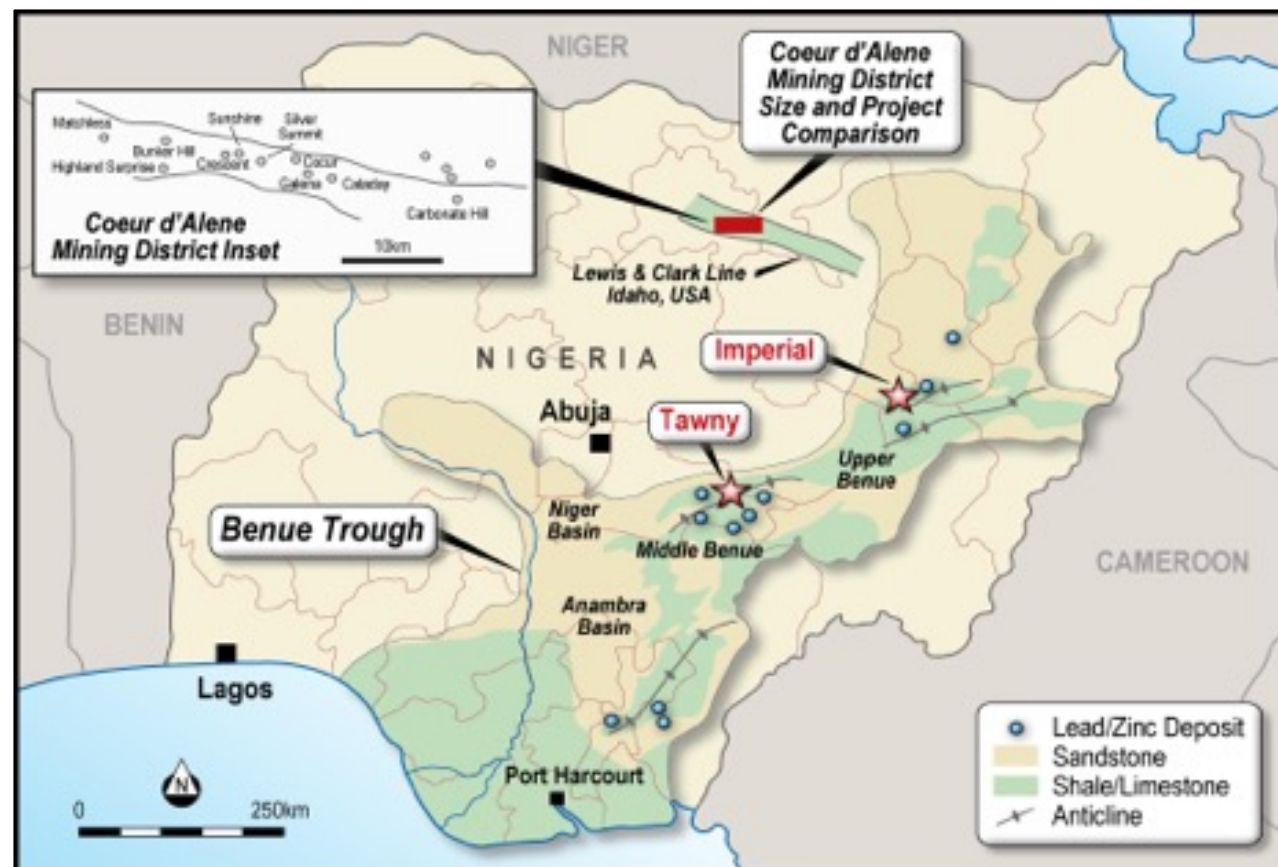 NIGER
Coeur d'Alene
Mining District
Size and Project
Comparison
Matchless
Sunshine
Silver
Summit
Bunker Hill
Crescent
Coeur
Highland Surprise
Galena
Caladay
Carbonate Hill
Coeur d'Alene
Mining District Inset
10km
Lewis & Clark Line
Idaho, USA
BENIN
NIGERIA
Imperial
Abuja
Tawny
Upper
Benue
Niger
Basin
Benue Trough
Middle Benue
CAMEROON
Anambra
Basin
Lagos
Port Harcourt
N
0
250km
Lead/Zinc Deposit
Sandstone
Shale/Limestone
Anticline